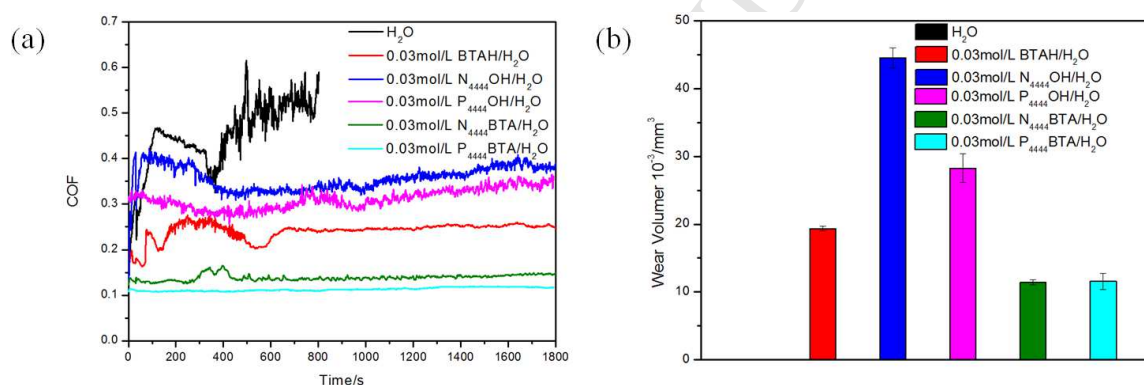 (a)
0.7
0.6
0.5
0.4
0.3
0.2
0.1
0.0
COF
H2O
0.03mol/L BTAH/H2O
0.03mol/L N4444OH/H2O
0.03mol/L P4444OH/H2O
0.03mol/L N4444BTA/H2O
0.03mol/L P4444BTA/H2O
0 200 400 600 800 1000 1200 1400 1600 1800
Time/s
(b)
50
40
30
20
10
0
Wear Volumer 10-3/mm3
H2O
0.03mol/L BTAH/H2O
0.03mol/L N4444OH/H2O
0.03mol/L P4444OH/H2O
0.03mol/L N4444BTA/H2O
0.03mol/L P4444BTA/H2O